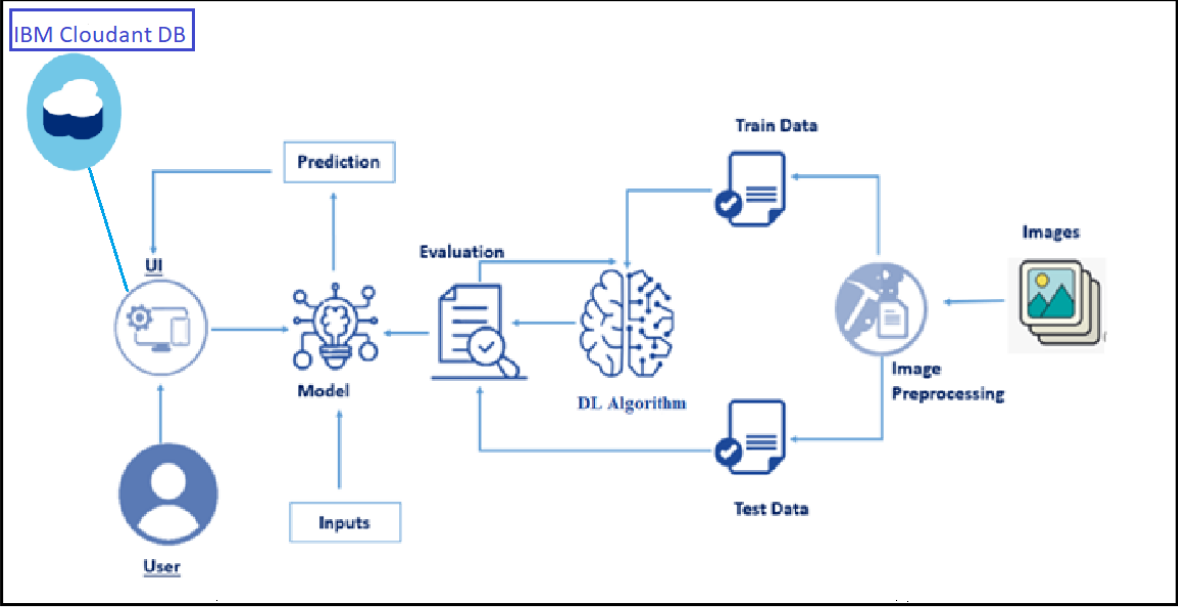 IBM Cloudant DB
Train Data
Prediction
Images
Evaluation
UI
Image
Preprocessing
Model
DL Algorithm
Test Data
Inputs
User